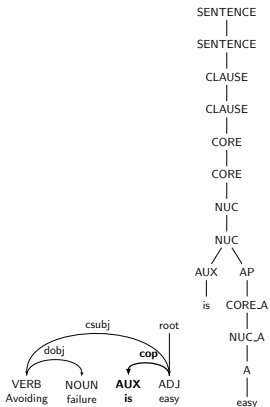 SENTENCE
SENTENCE
CLAUSE
CLAUSE
CORE
CORE
NUC
NUC
AUX AP
is CORE_A
NUC_A
A
easy
csubj root
dobj cop
VERB NOUN AUX ADJ
Avoiding failure is easy